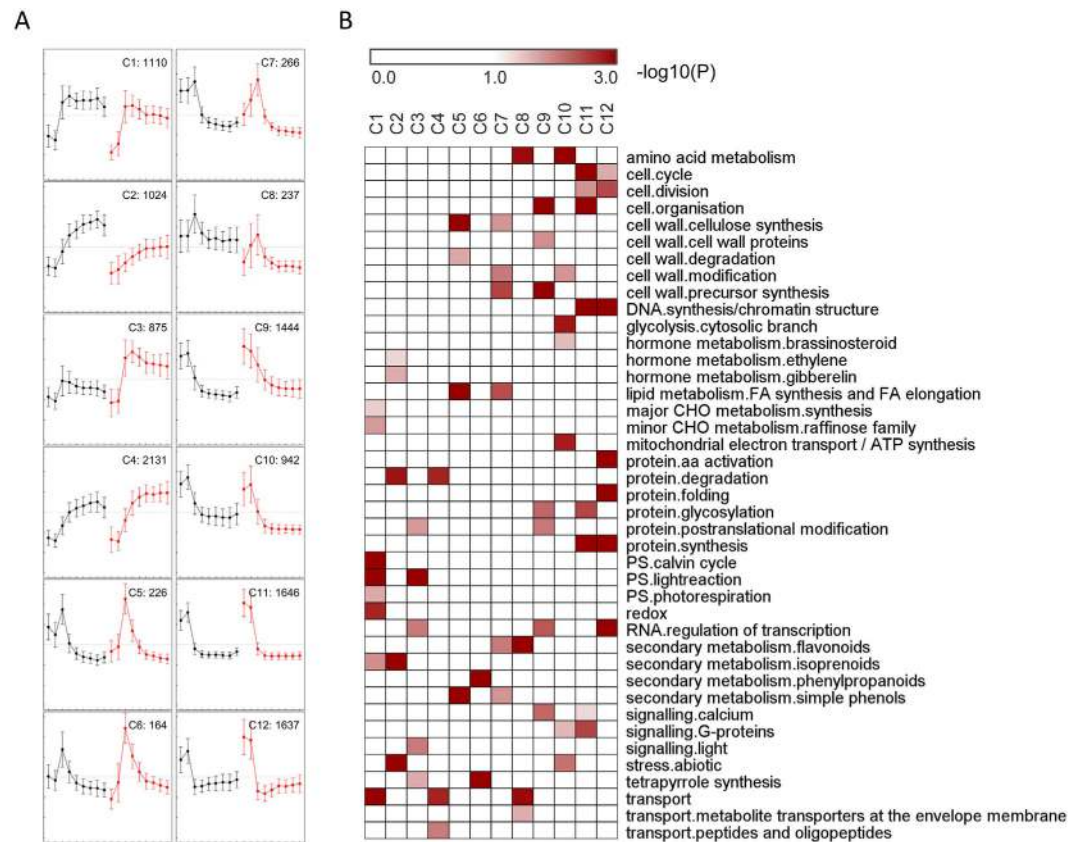 A
B
C1: 1110
C7: 266
C2: 1024
C8: 237
C3: 875
C9: 1444
C4: 2131
C10: 942
C5: 226
C11: 1646
C6: 164
C12: 1637
0.0 1.0 3.0
-log10(P)
C1 C2 C3 C4 C5 C6 C7 C8 C9 C10 C11 C12
amino acid metabolism
cell.cycle
cell.division
cell.organisation
cell wall.cellulose synthesis
cell wall.cell wall proteins
cell wall.degradation
cell wall.modification
cell wall.precursor synthesis
DNA.synthesis/chromatin structure
glycolysis.cytosolic branch
hormone metabolism.brassinosteroid
hormone metabolism.ethylene
hormone metabolism.gibberelin
lipid metabolism.FA synthesis and FA elongation
major CHO metabolism.synthesis
minor CHO metabolism.raffinose family
mitochondrial electron transport / ATP synthesis
protein.aa activation
protein.degradation
protein.folding
protein.glycosylation
protein.postranslational modification
protein.synthesis
PS.calvin cycle
PS.lightreaction
PS.photorespiration
redox
RNA.regulation of transcription
secondary metabolism.flavonoids
secondary metabolism.isoprenoids
secondary metabolism.phenylpropanoids
secondary metabolism.simple phenols
signalling.calcium
signalling.G-proteins
signalling.light
stress.abiotic
tetrapyrrole synthesis
transport
transport.metabolite transporters at the envelope membrane
transport.peptides and oligopeptides